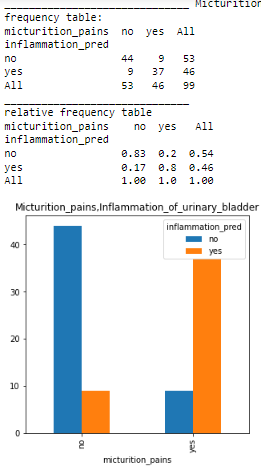 Micturition
frequency table:
micturition_pains no yes All
inflammation_pred
no 44 9 53
yes 9 37 46
All 53 46 99
relative frequency table
micturition_pains no yes All
inflammation_pred
no 0.83 0.2 0.54
yes 0.17 0.8 0.46
All 1.00 1.0 1.00
Micturition_pains,Inflammation_of_urinary_bladder
inflammation_pred
no
yes
40
30
20
10
0
no
yes
micturition_pains